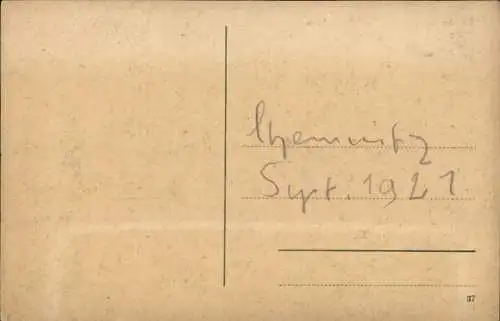 Chemnitz
Sept. 1921
37